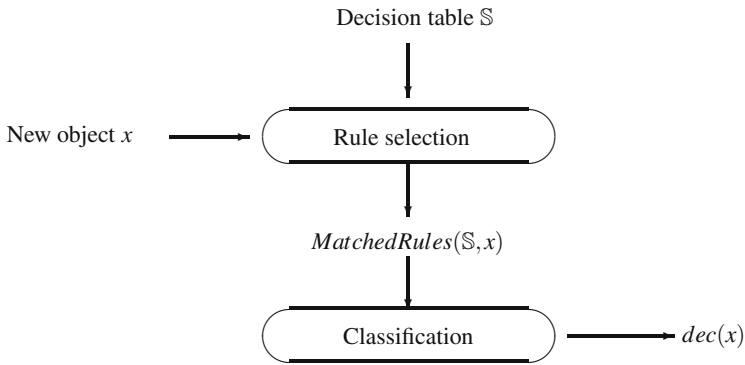 Decision table 𝕊
New object x
Rule selection
MatchedRules(𝕊,x)
Classification
dec(x)